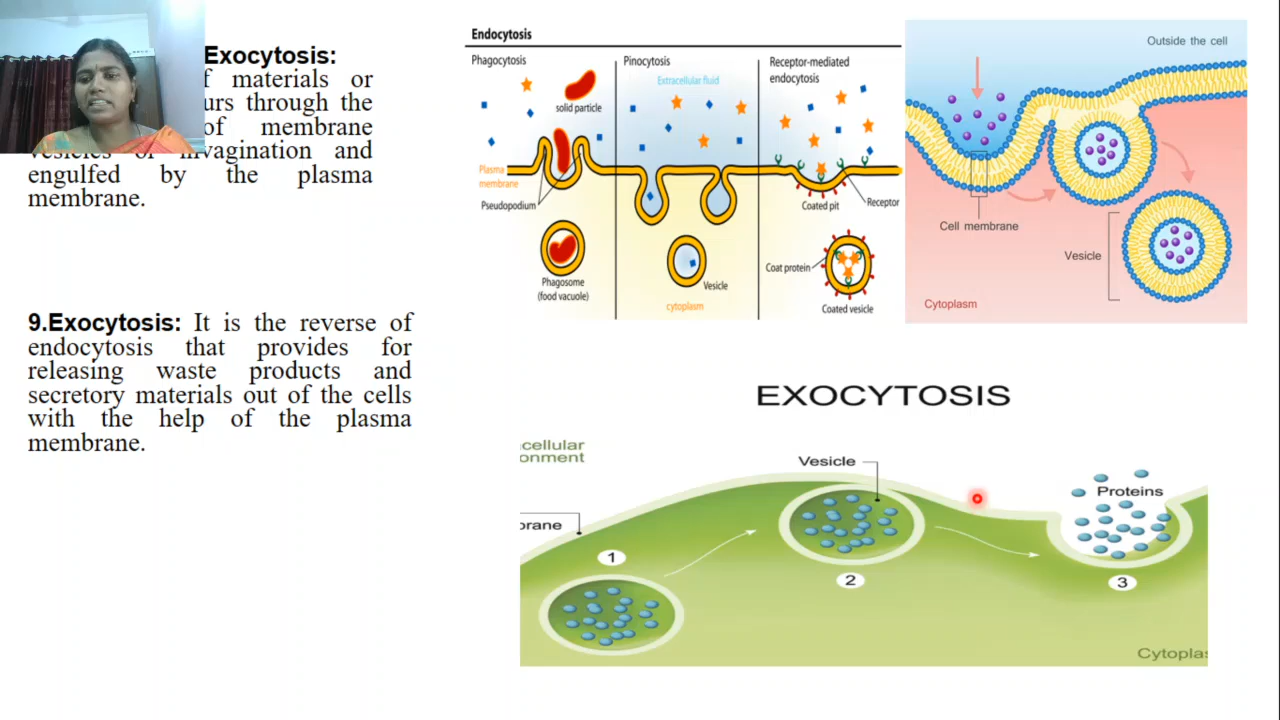 Exocytosis:
f materials or
urs through the
of membrane
vesicles or invagination and
engulfed by the plasma
membrane.
9.Exocytosis: It is the reverse of
endocytosis that provides for
releasing waste products and
secretory materials out of the cells
with the help of the plasma
membrane.
Endocytosis
Phagocytosis
solid particle
Plasma
membrane
Pseudopodium
Phagosome
(food vacuole)
Pinocytosis
Extracellular fluid
Vesicle
cytoplasm
Receptor-mediated
endocytosis
Coated pit
Receptor
Coat protein
Coated vesicle
Outside the cell
Cell membrane
Vesicle
Cytoplasm
EXOCYTOSIS
cellular
onment
brane
Vesicle
Proteins
1
2
3
Cytoplas